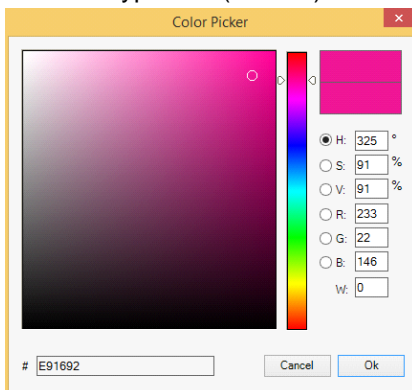 Color Picker
H: 325 °
S: 91 %
V: 91 %
R: 233
G: 22
B: 146
W: 0
# E91692
Cancel Ok